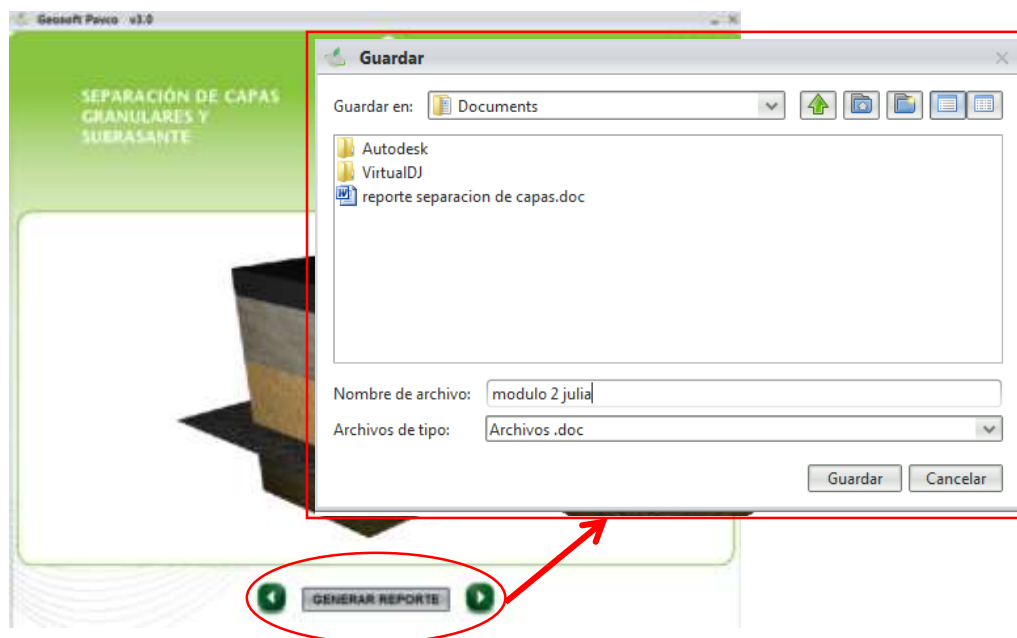 Geosoft Pavco v3.0
SEPARACIÓN DE CAPAS
GRANULARES Y
SUBRASANTE
Guardar
Guardar en: Documents
Autodesk
VirtualDJ
reporte separacion de capas.doc
Nombre de archivo: modulo 2 julia
Archivos de tipo: Archivos .doc
Guardar Cancelar
GENERAR REPORTE